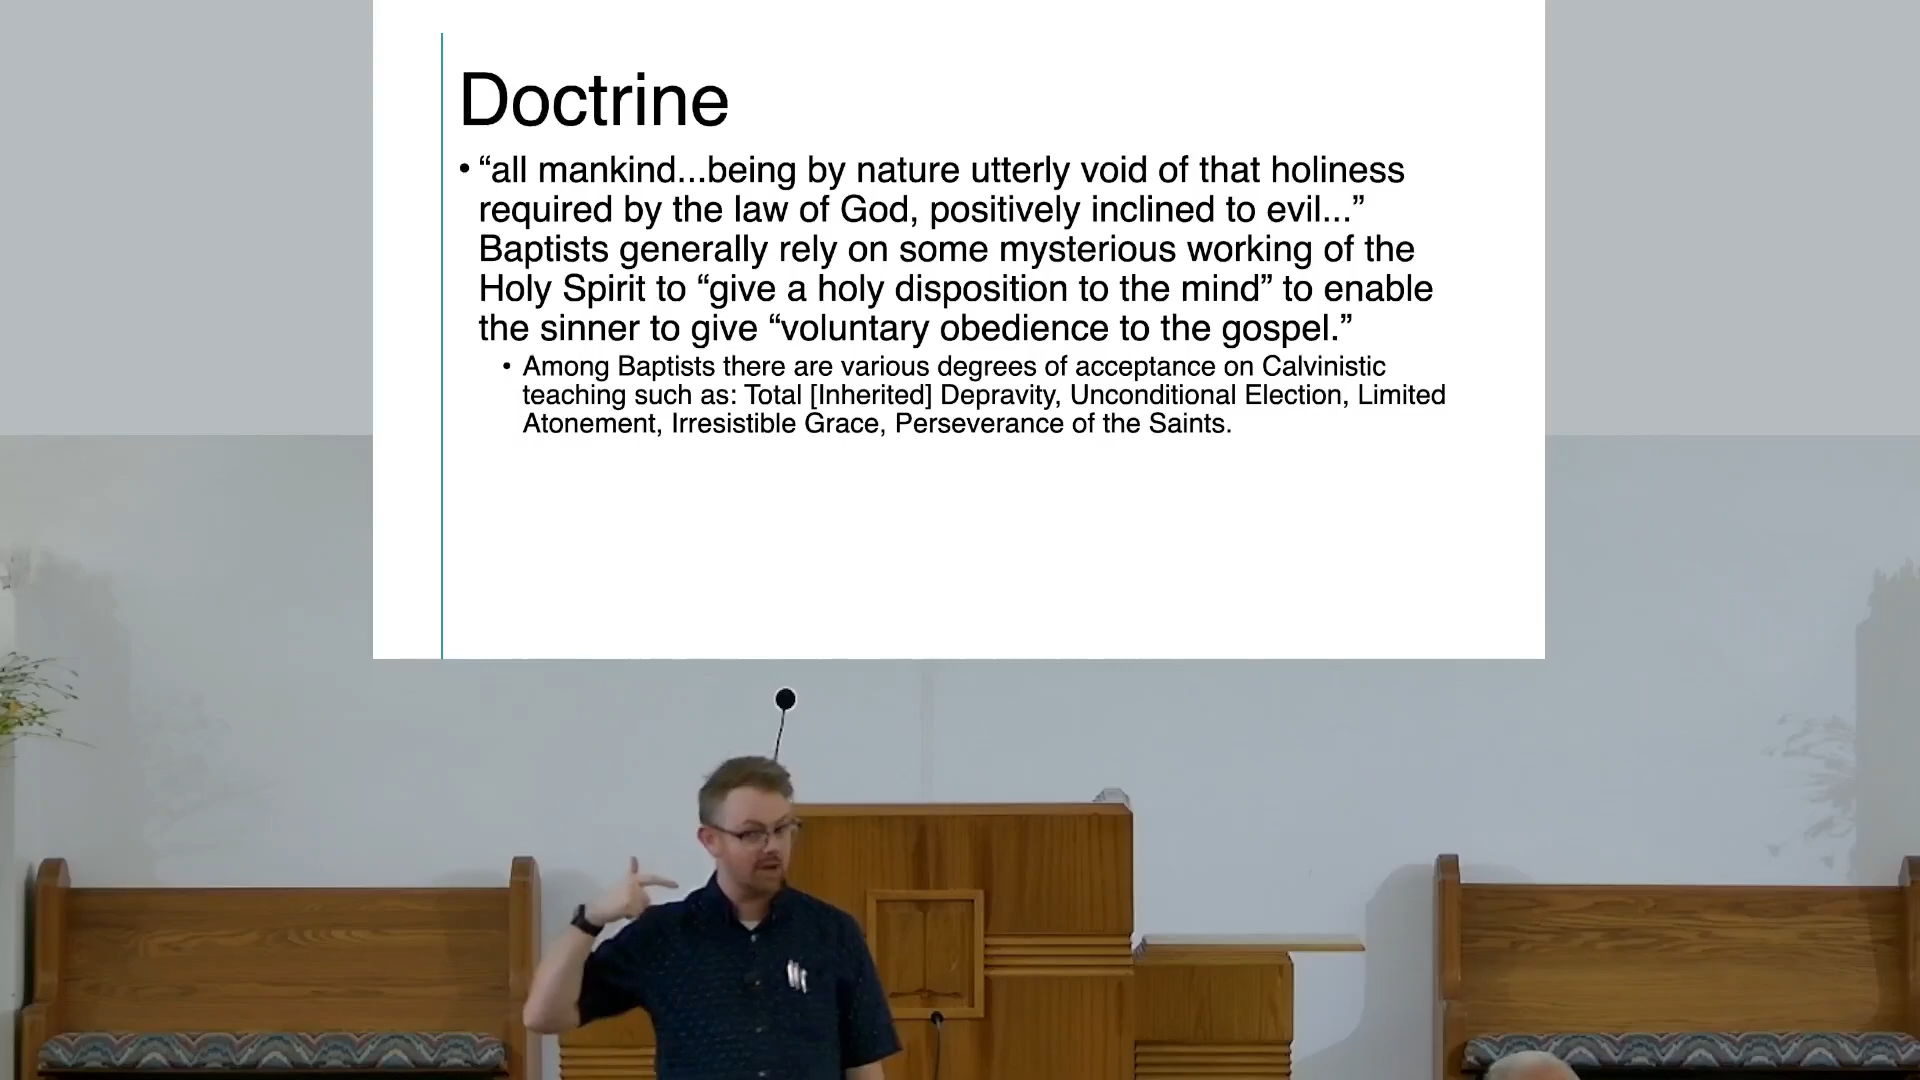 Doctrine
• “all mankind...being by nature utterly void of that holiness
required by the law of God, positively inclined to evil...”
Baptists generally rely on some mysterious working of the
Holy Spirit to “give a holy disposition to the mind” to enable
the sinner to give “voluntary obedience to the gospel.”
• Among Baptists there are various degrees of acceptance on Calvinistic
teaching such as: Total [Inherited] Depravity, Unconditional Election, Limited
Atonement, Irresistible Grace, Perseverance of the Saints.